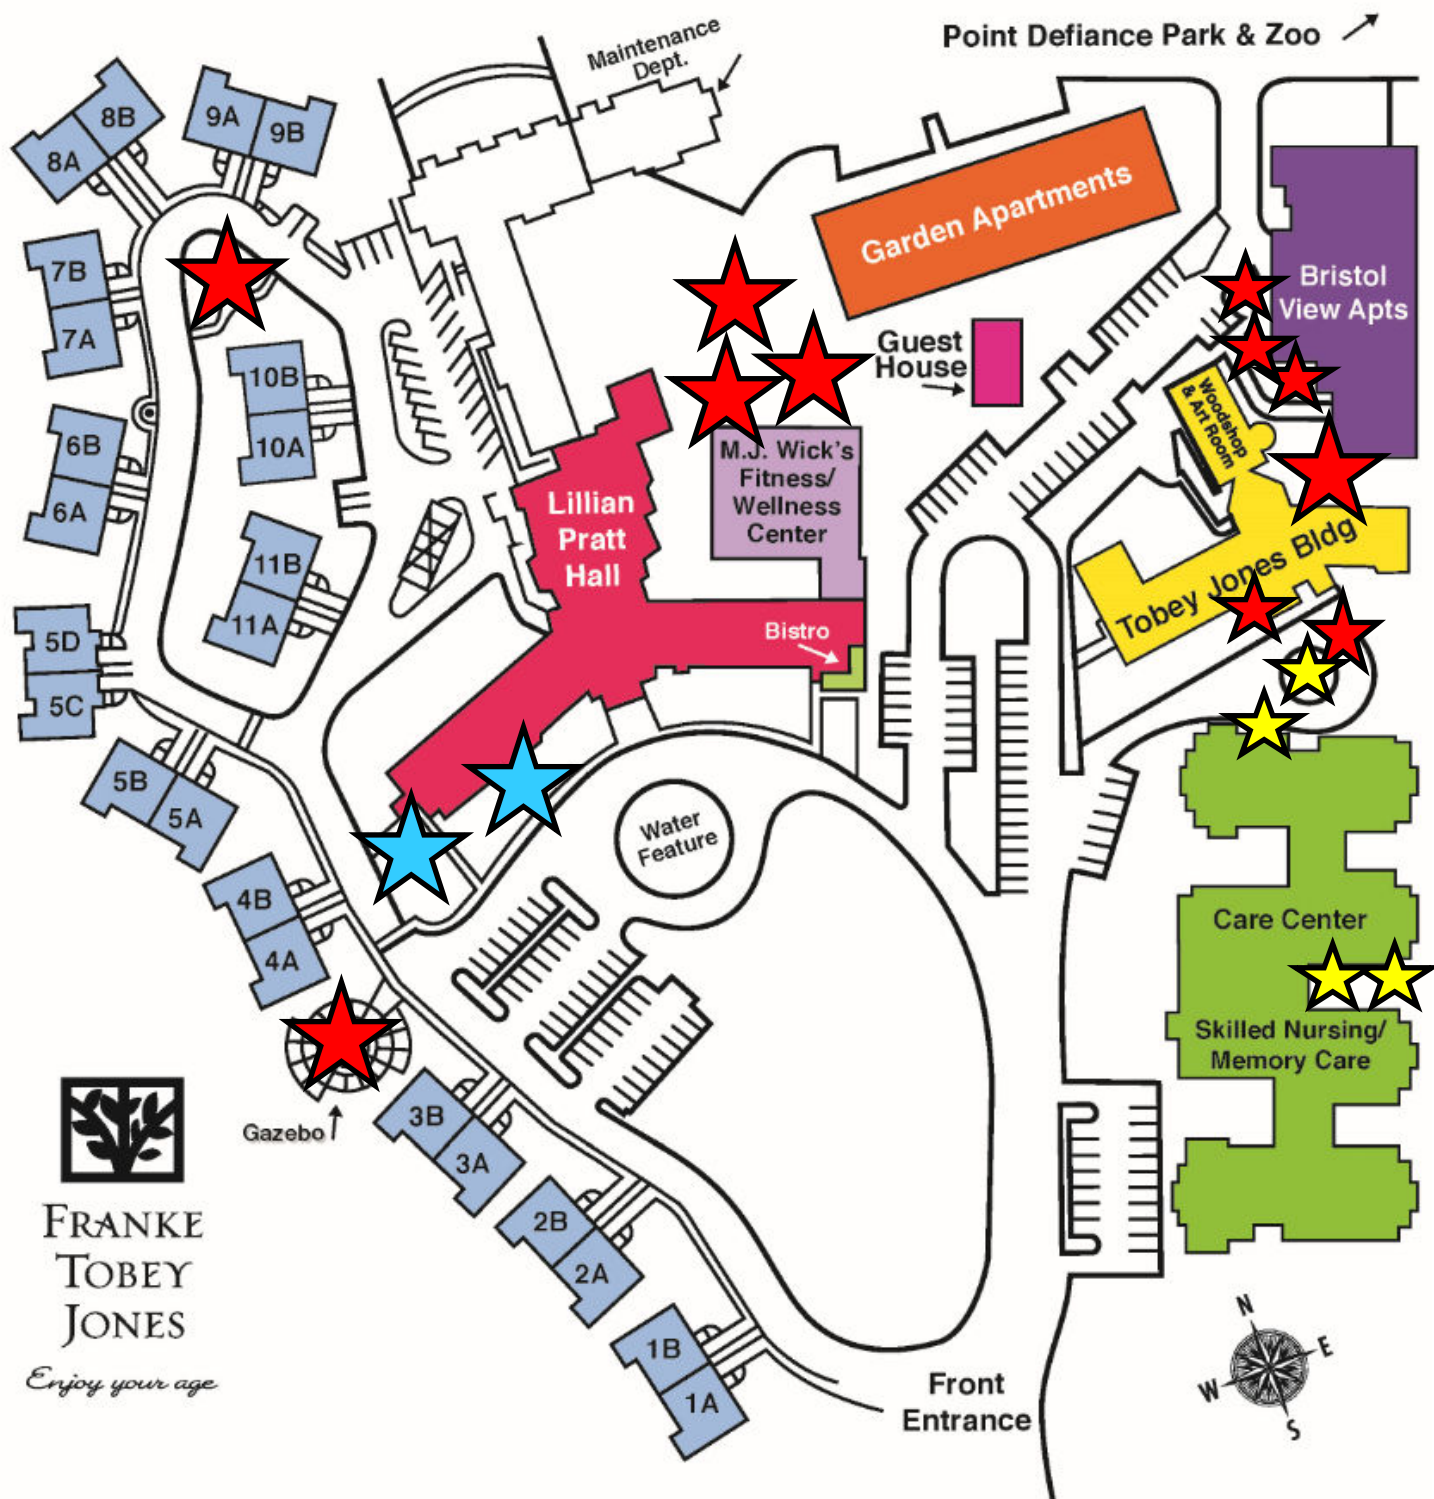 Point Defiance Park & Zoo
Maintenance
Dept.
8B
8A
9A
9B
7B
7A
10B
10A
6B
6A
11B
11A
5D
5C
5B
5A
4B
4A
3B
3A
2B
2A
1B
1A
Garden Apartments
Bristol
View Apts
Guest
House
Woodshop
& Art Room
M.J. Wick's
Fitness/
Wellness
Center
Lillian
Pratt
Hall
Tobey Jones Bldg
Bistro
Water
Feature
Care Center
Skilled Nursing/
Memory Care
Gazebo
FRANKE
TOBEY
JONES
Enjoy your age
N
E
W
S
Front
Entrance